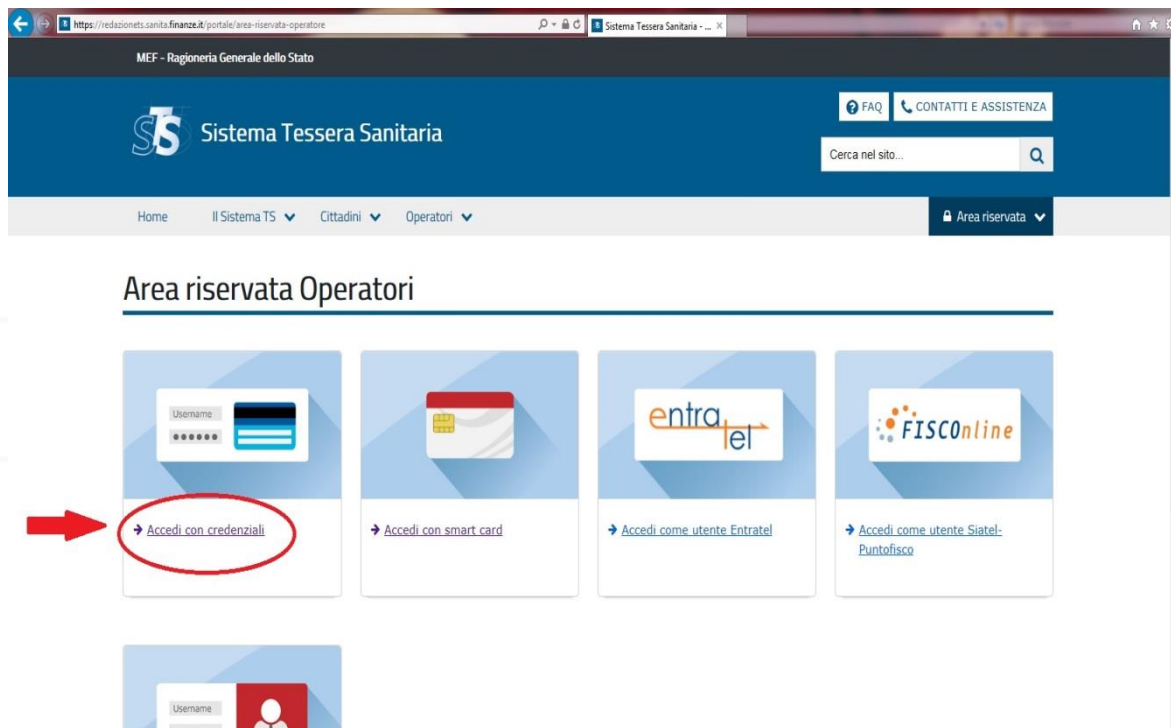 https://redazionets.sanita.finanze.it/portale/area-riservata-operatore
Sistema Tessera Sanitaria - ...
MEF - Ragioneria Generale dello Stato
STS Sistema Tessera Sanitaria
FAQ
CONTATTI E ASSISTENZA
Cerca nel sito...
Home Il Sistema TS Cittadini Operatori Area riservata
Area riservata Operatori
Username
entratel
FISCOnline
Accedi con credenziali
Accedi con smart card
Accedi come utente Entratel
Accedi come utente Siatel-
Puntofisco
Username